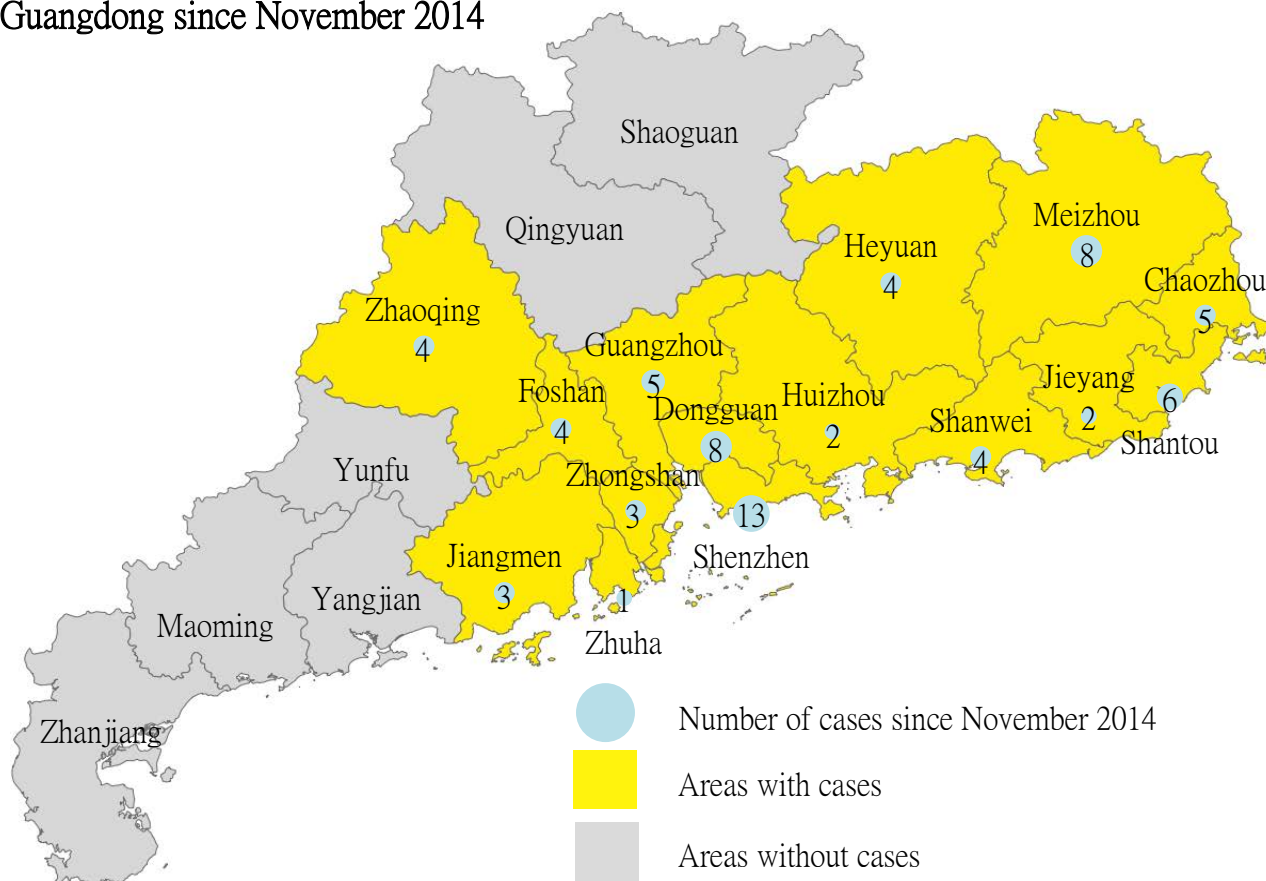 Guangdong since November 2014
Shaoguan
Meizhou
8
Qingyuan
Heyuan
4
Chaozhou
5
Zhaoqing
4
Guangzhou
5
Foshan
4
Dongguan
8
Huizhou
2
Jieyang
2
6
Shantou
Shanwei
4
Yunfu
Zhongshan
3
13
Shenzhen
Jiangmen
3
Yangjian
1
Zhuha
Maoming
Zhanjiang
Number of cases since November 2014
Areas with cases
Areas without cases